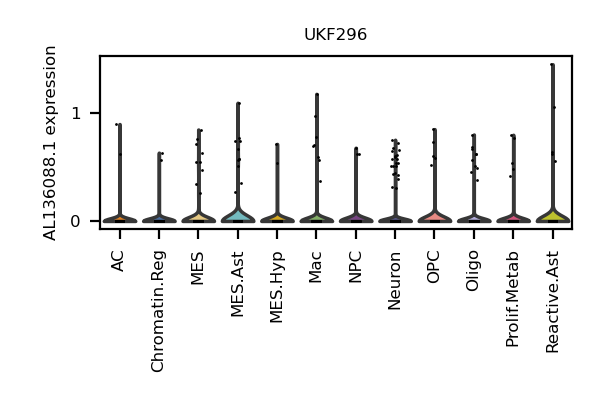 UKF296
AL136088.1 expression
1
0
AC
Chromatin.Reg
MES
MES.Ast
MES.Hyp
Mac
NPC
Neuron
OPC
Oligo
Prolif.Metab
Reactive.Ast